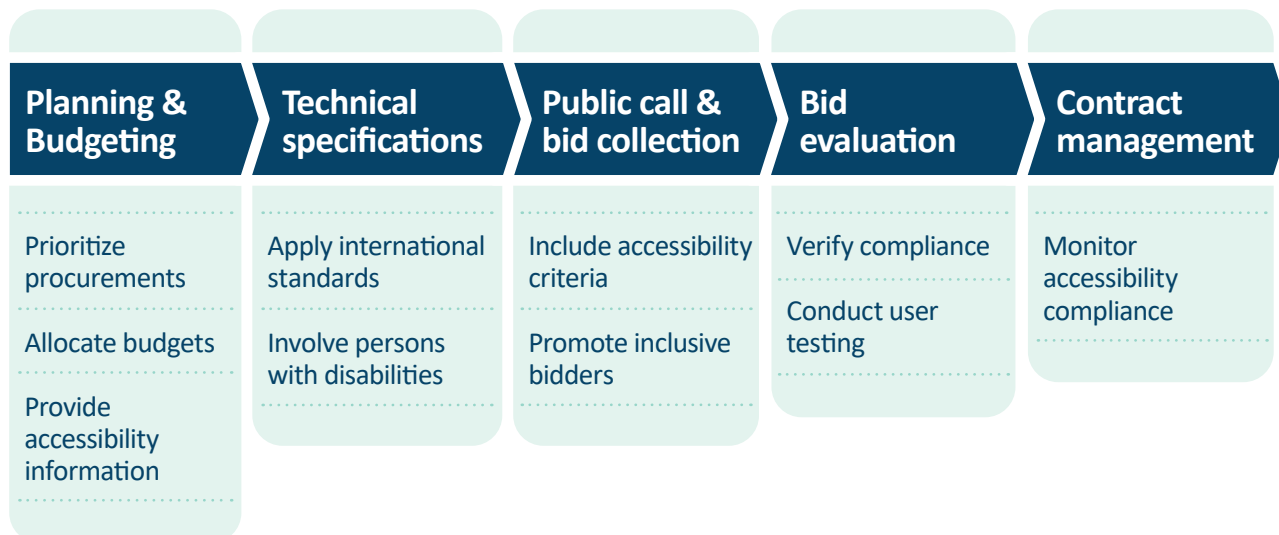 Planning &
Budgeting
Prioritize
procurements
Allocate budgets
Provide
accessibility
information
Technical
specifications
Apply international
standards
Involve persons
with disabilities
Public call &
bid collection
Include accessibility
criteria
Promote inclusive
bidders
Bid
evaluation
Verify compliance
Conduct user
testing
Contract
management
Monitor
accessibility
compliance